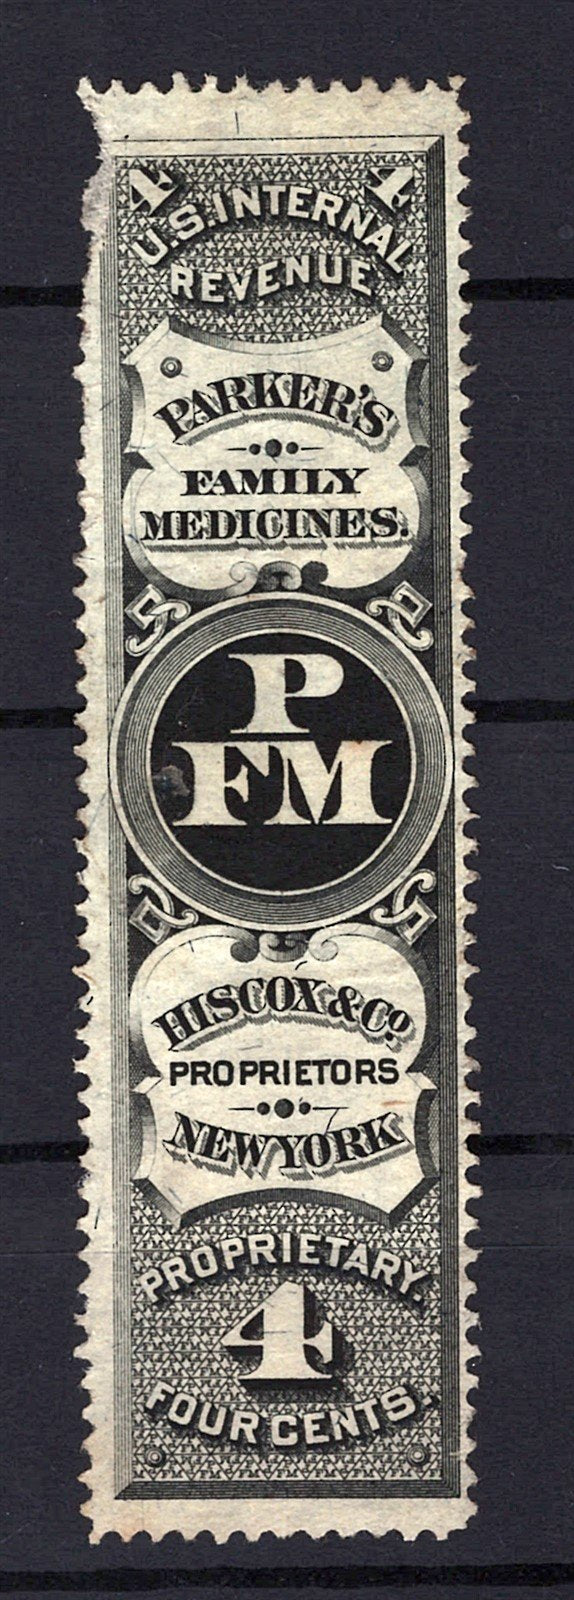 4 4
U.S. INTERNAL
REVENUE
PARKER'S
FAMILY
MEDICINES.
P
FM
HISCOX & Co
PROPRIETORS
NEW YORK
PROPRIETARY.
4
FOUR CENTS.